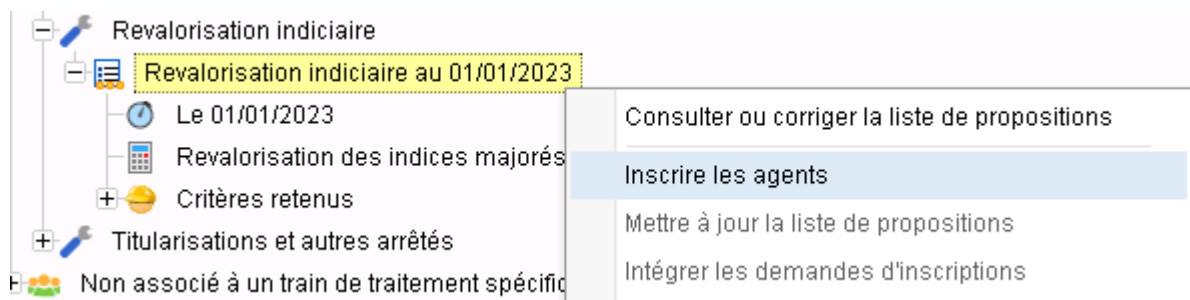 Revalorisation indiciaire
Revalorisation indiciaire au 01/01/2023
Le 01/01/2023
Revalorisation des indices majorés
Critères retenus
Titularisations et autres arrêtés
Non associé à un train de traitement
Consulter ou corriger la liste de propositions
Inscrire les agents
Mettre à jour la liste de propositions
Intégrer les demandes d'inscriptions